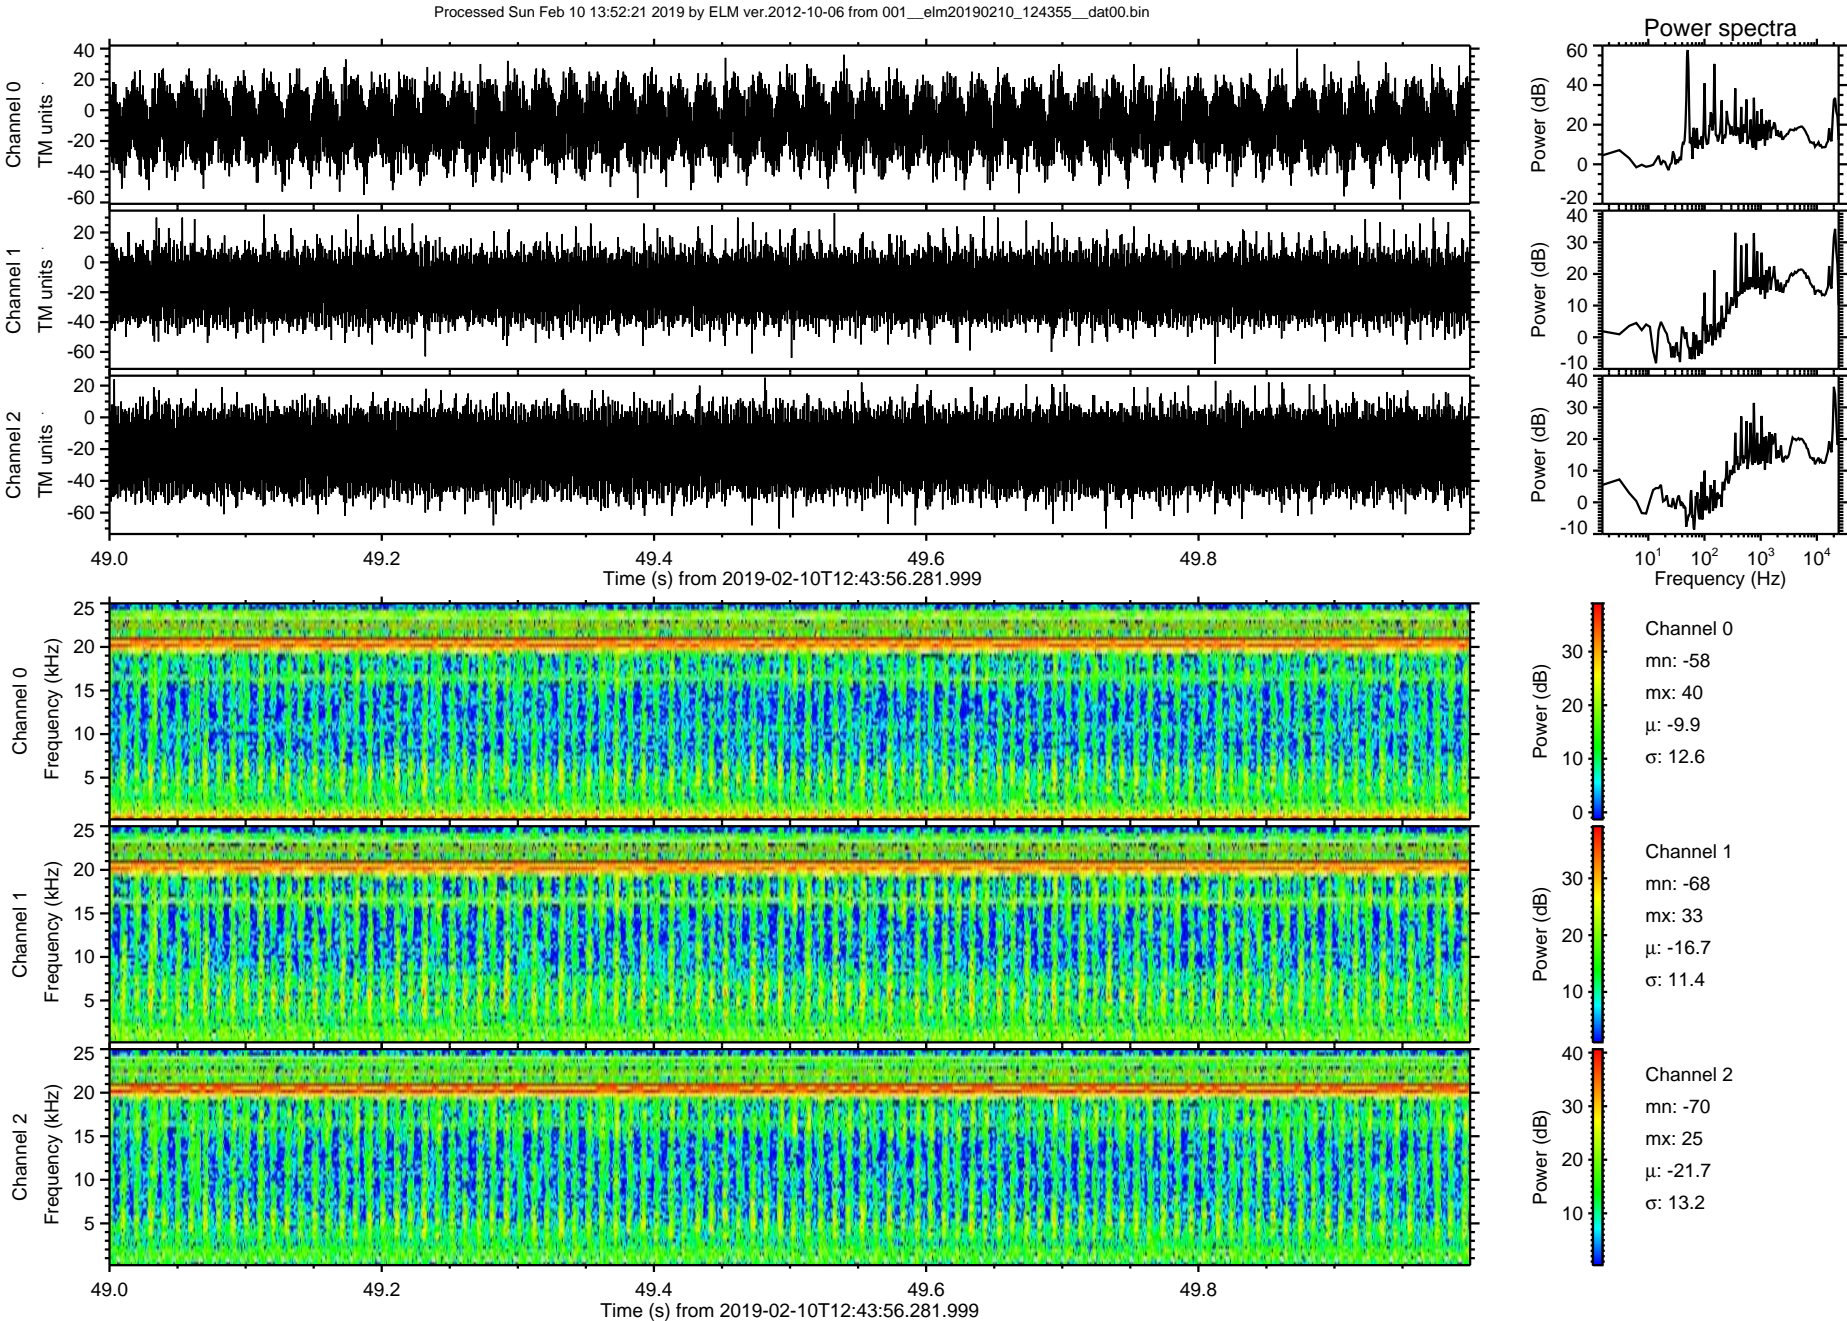 Processed Sun Feb 10 13:52:21 2019 by ELM ver.2012-10-06 from 001__elm20190210_124355__dat00.bin
Power spectra
Channel 0
TM units
40
20
0
-20
-40
-60
Power (dB)
60
40
20
0
-20
Channel 1
TM units
20
0
-20
-40
-60
Power (dB)
40
30
20
10
0
-10
Channel 2
TM units
20
0
-20
-40
-60
Power (dB)
40
30
20
10
0
-10
49.0 49.2 49.4 49.6 49.8
Time (s) from 2019-02-10T12:43:56.281.999
10^1 10^2 10^3 10^4
Frequency (Hz)
Channel 0
Frequency (kHz)
25
20
15
10
5
Power (dB)
30
20
10
0
Channel 0
mn: -58
mx: 40
μ: -9.9
σ: 12.6
Channel 1
Frequency (kHz)
25
20
15
10
5
Power (dB)
30
20
10
Channel 1
mn: -68
mx: 33
μ: -16.7
σ: 11.4
Channel 2
Frequency (kHz)
25
20
15
10
5
Power (dB)
40
30
20
10
Channel 2
mn: -70
mx: 25
μ: -21.7
σ: 13.2
49.0 49.2 49.4 49.6 49.8
Time (s) from 2019-02-10T12:43:56.281.999